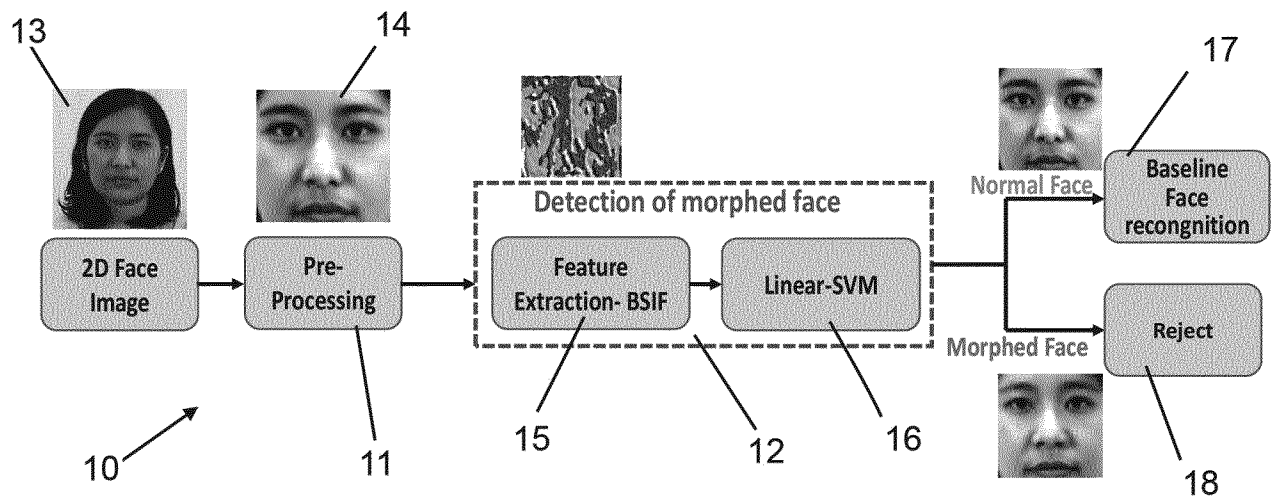 13
14
17
Normal Face
Baseline
Face
recongnition
Detection of morphed face
2D Face
Image
Pre-
Processing
Feature
Extraction- BSIF
Linear-SVM
Morphed Face
Reject
10
11
15
12
16
18